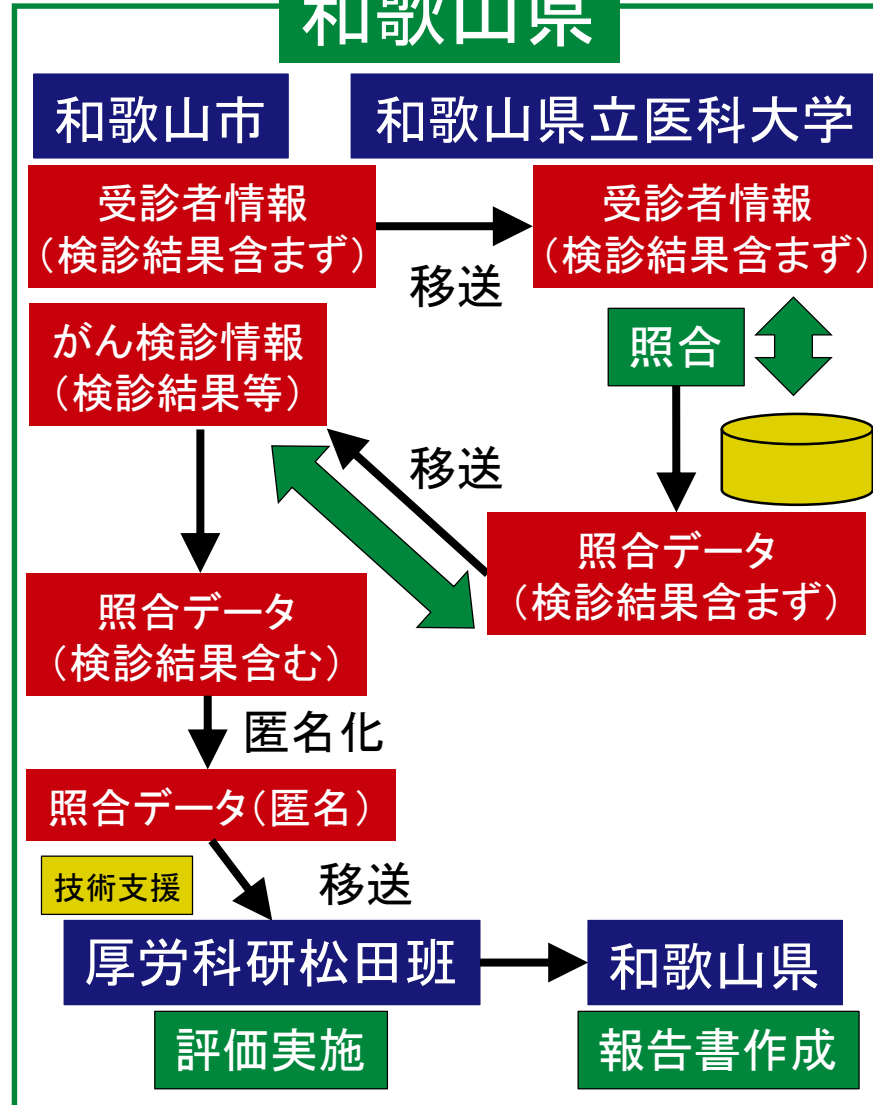 和歌山県
和歌山市
和歌山県立医科大学
受診者情報
（検診結果含まず）
移送
受診者情報
（検診結果含まず）
がん検診情報
（検診結果等）
照合
移送
照合データ
（検診結果含まず）
照合データ
（検診結果含む）
匿名化
照合データ（匿名）
技術支援
移送
厚労科研松田班
和歌山県
評価実施
報告書作成